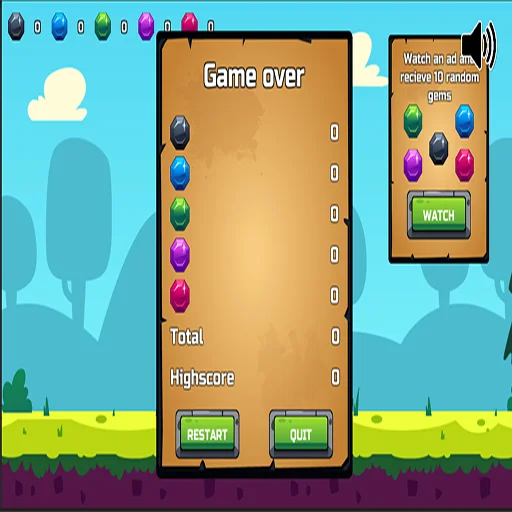 0 0 0 0 0
Game over
0
0
0
0
0
Total 0
Highscore 0
RESTART QUIT
Watch an ad and
recieve 10 random
gems
WATCH